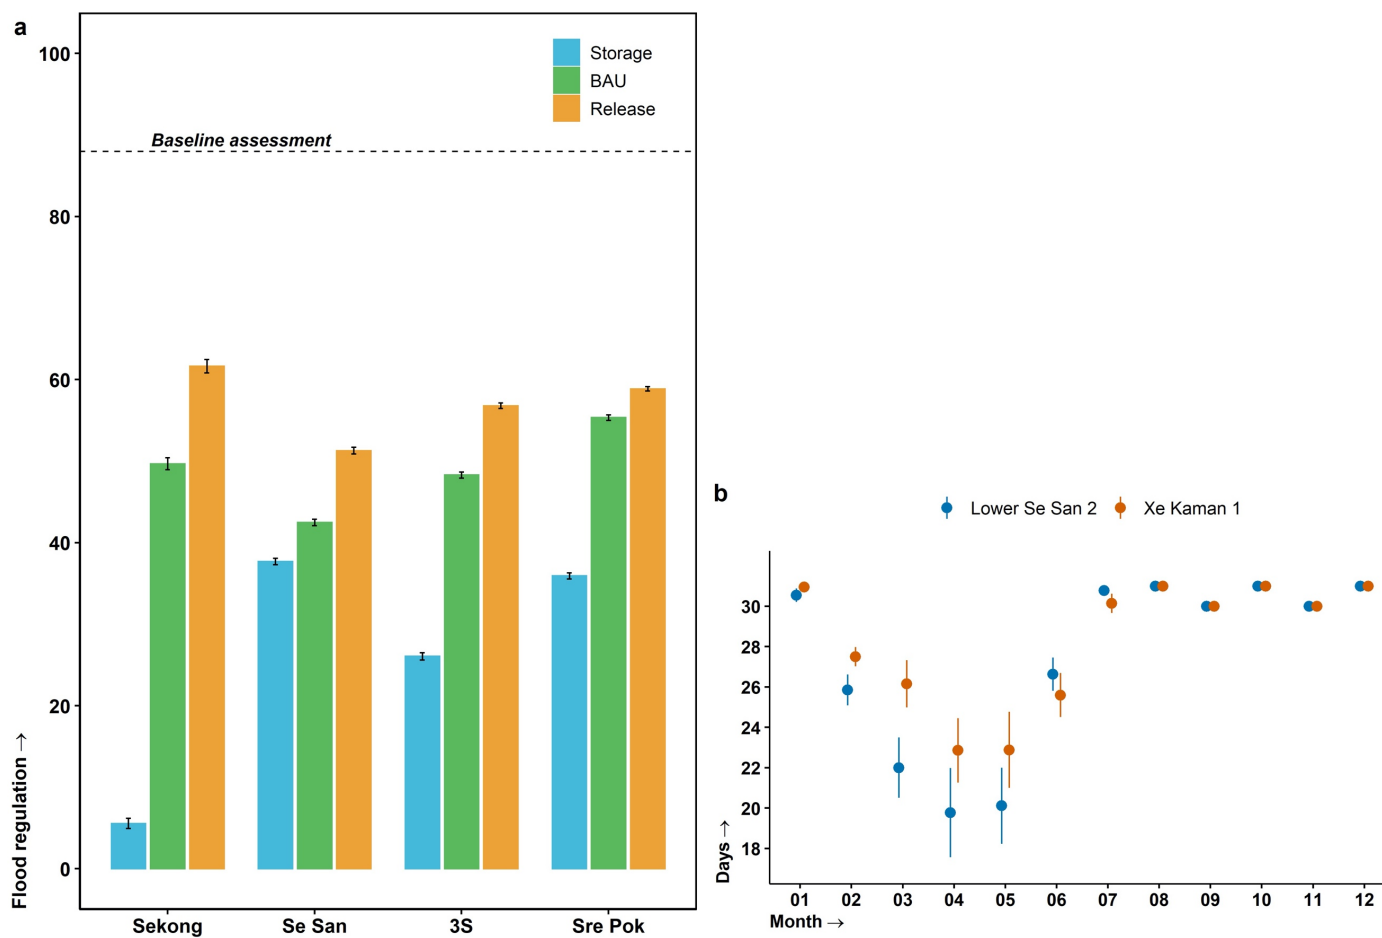 a
100
80
60
40
20
0
Flood regulation →
Storage
BAU
Release
Baseline assessment
Sekong Se San 3S Sre Pok
b
Lower Se San 2 Xe Kaman 1
30
28
26
24
22
20
18
Days →
01 02 03 04 05 06 07 08 09 10 11 12
Month →